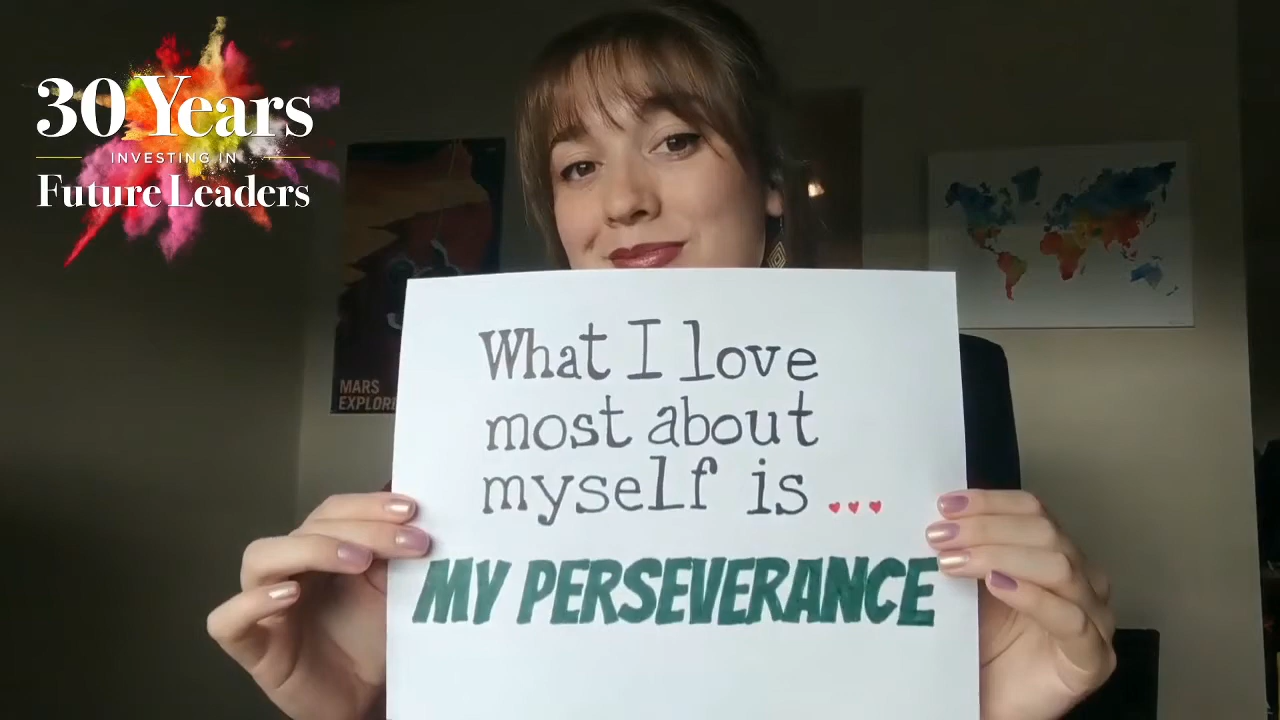 30 Years
INVESTING IN
Future Leaders
MARS
EXPLOR
What I love
most about
myself is...
MY PERSEVERANCE